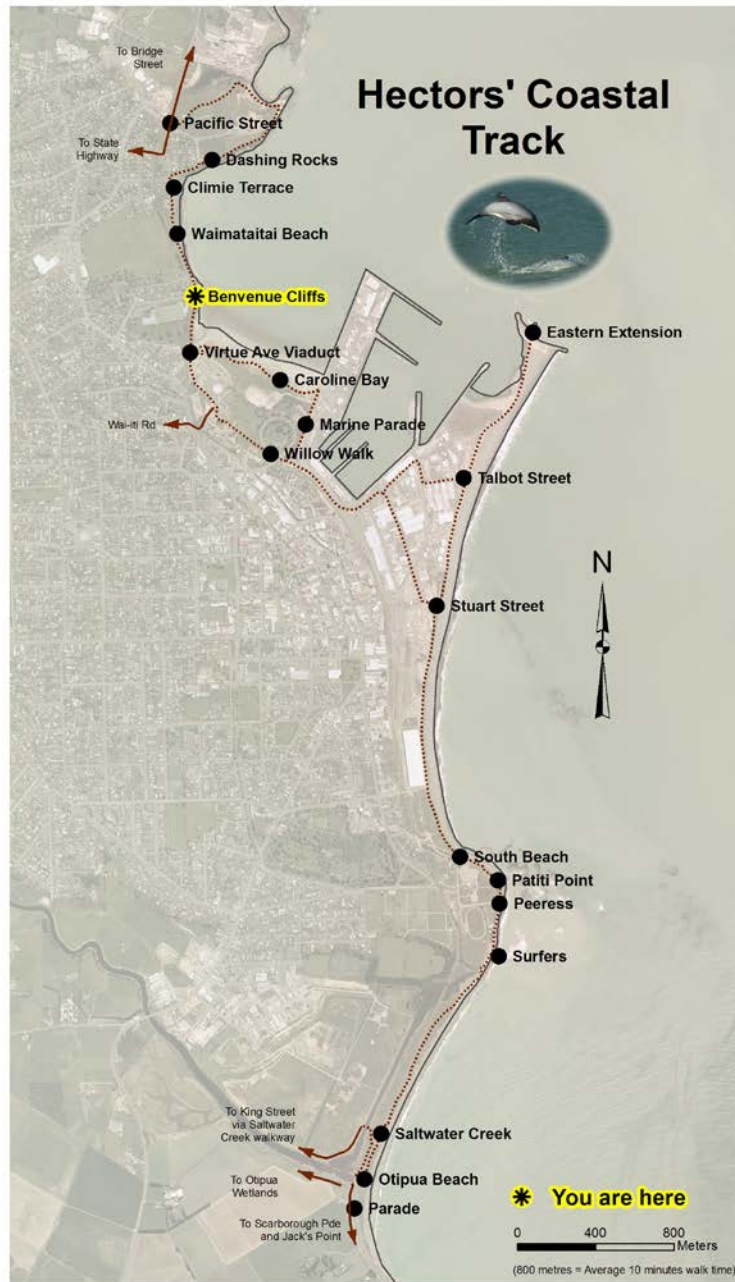 Hectors' Coastal
Track
To Bridge
Street
Pacific Street
To State
Highway
Dashing Rocks
Climie Terrace
Waimataitai Beach
Benvenue Cliffs
Eastern Extension
Virtue Ave Viaduct
Caroline Bay
Wai-iti Rd
Marine Parade
Willow Walk
Talbot Street
N
Stuart Street
South Beach
Patiti Point
Peeress
Surfers
To King Street
via Saltwater
Creek walkway
Saltwater Creek
To Otipua
Wetlands
Otipua Beach
Parade
To Scarborough Pde
and Jack's Point
You are here
0 400 800
Meters
(800 metres = Average 10 minutes walk time)